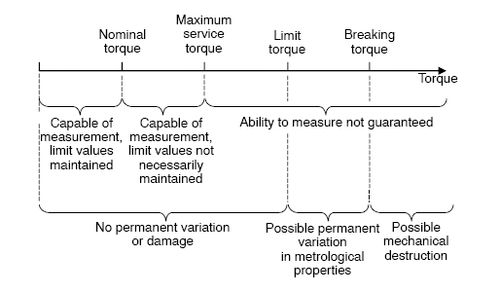 Nominal
torque
Maximum
service
torque
Limit
torque
Breaking
torque
Torque
Capable of
measurement,
limit values
maintained
Capable of
measurement,
limit values not
necessarily
maintained
Ability to measure not guaranteed
No permanent variation
or damage
Possible permanent
variation
in metrological
properties
Possible
mechanical
destruction